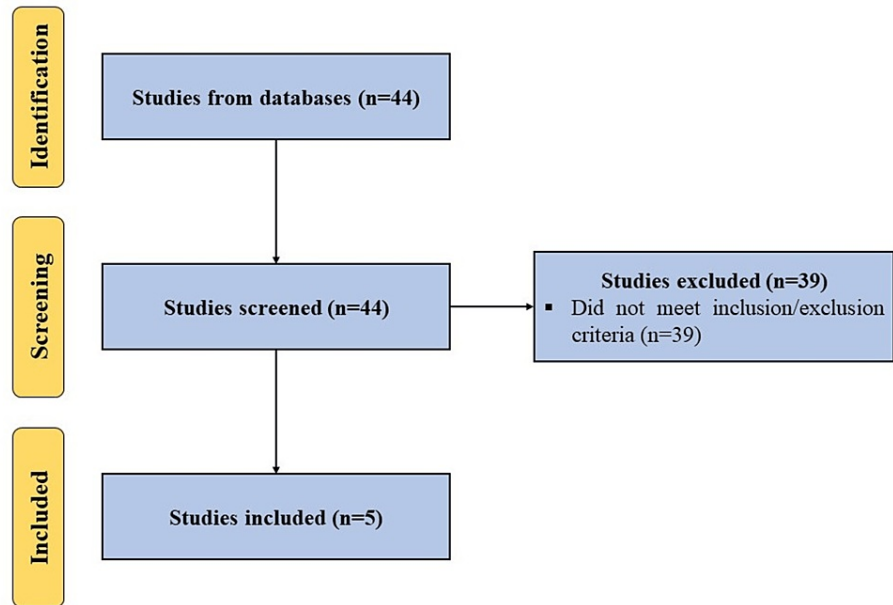 Identification
Studies from databases (n=44)
Screening
Studies screened (n=44)
Studies excluded (n=39)
▪ Did not meet inclusion/exclusion
criteria (n=39)
Included
Studies included (n=5)